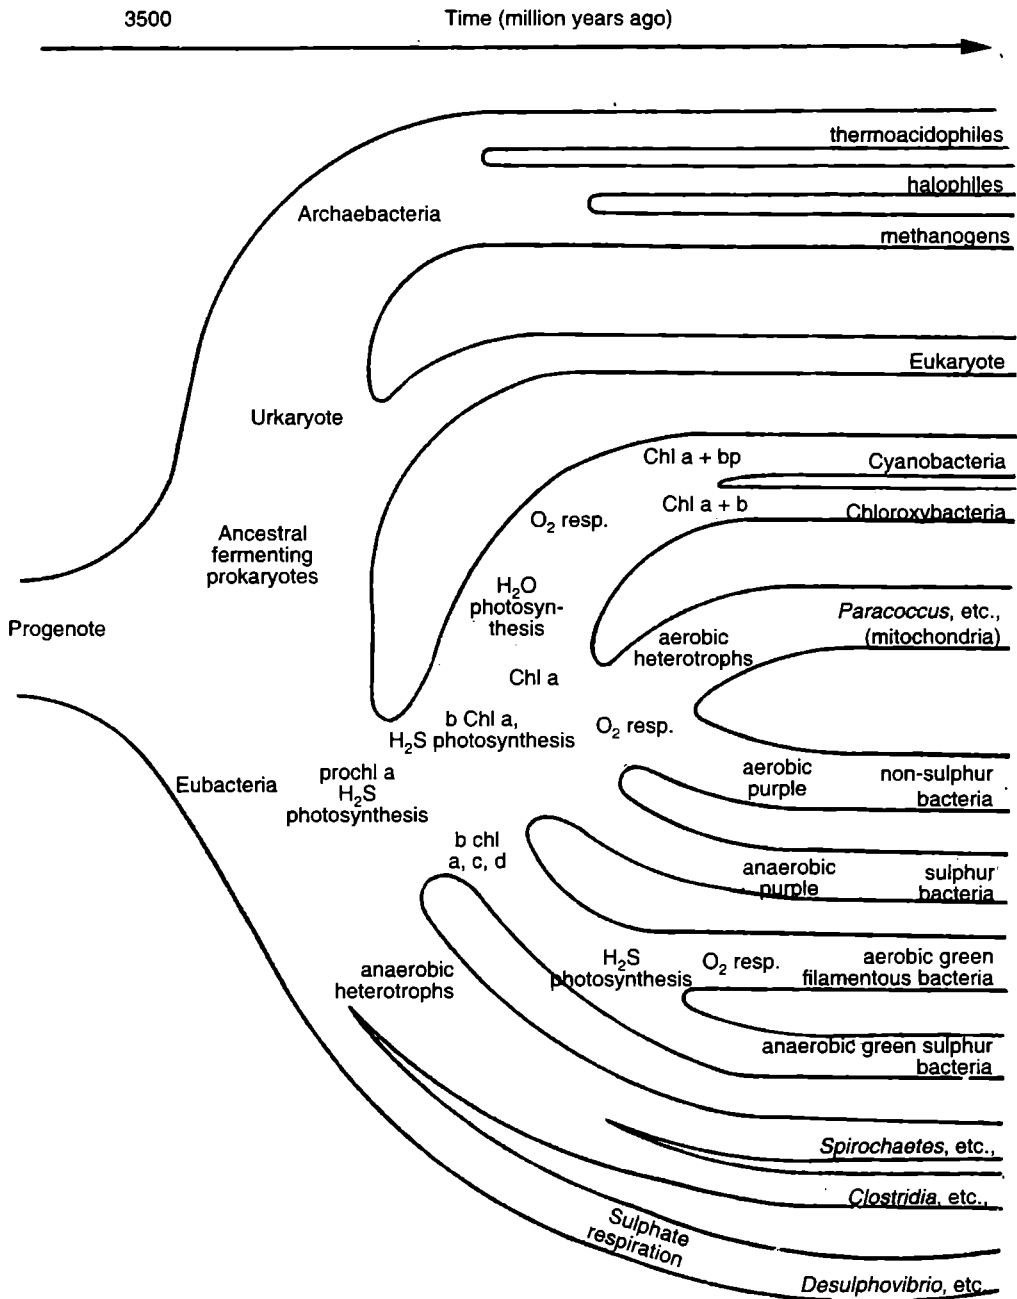 3500
Time (million years ago)
thermoacidophiles
halophiles
Archaebacteria
methanogens
Eukaryote
Urkaryote
Chl a + bp
Cyanobacteria
Chl a + b
Chloroxybacteria
O₂ resp.
Ancestral
fermenting
prokaryotes
H₂O
photosyn-
thesis
Paracoccus, etc.,
(mitochondria)
Progenote
aerobic
heterotrophs
Chl a
b Chl a,
H₂S photosynthesis
O₂ resp.
Eubacteria
prochl a
H₂S
photosynthesis
aerobic
purple
non-sulphur
bacteria
b chl
a, c, d
anaerobic
purple
sulphur
bacteria
anaerobic
heterotrophs
H₂S
photosynthesis
O₂ resp.
aerobic green
filamentous bacteria
anaerobic green sulphur
bacteria
Spirochaetes, etc.,
Clostridia, etc.,
Sulphate
respiration
Desulphovibrio, etc.